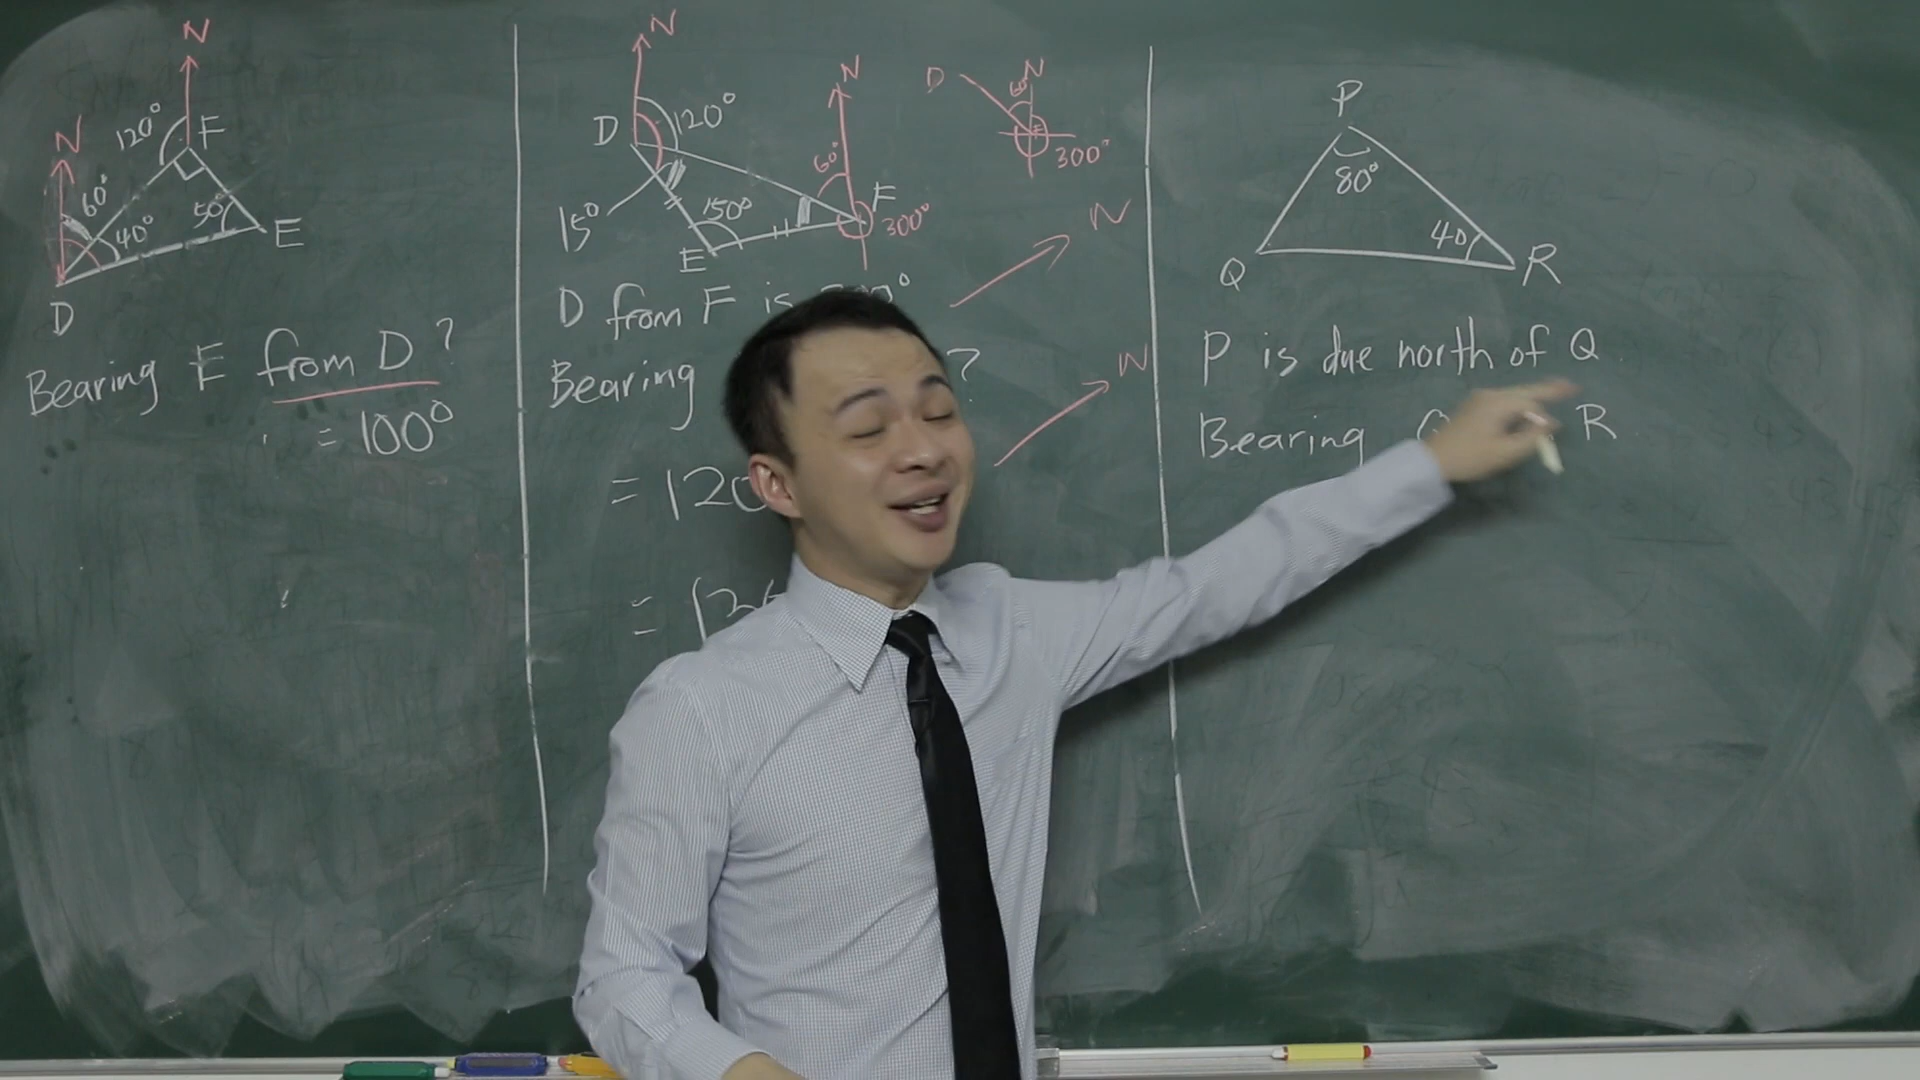 N
120° F
N
60°
40° 50° E
D
Bearing E from D?
= 100°
N
D 120°
N
60°
F
15° 150° 300°
E
D from F is
Bearing ?
= 120
=
D N
60°
F
300°
N
N
P
80°
40
Q R
P is due north of Q.
Bearing Q R.